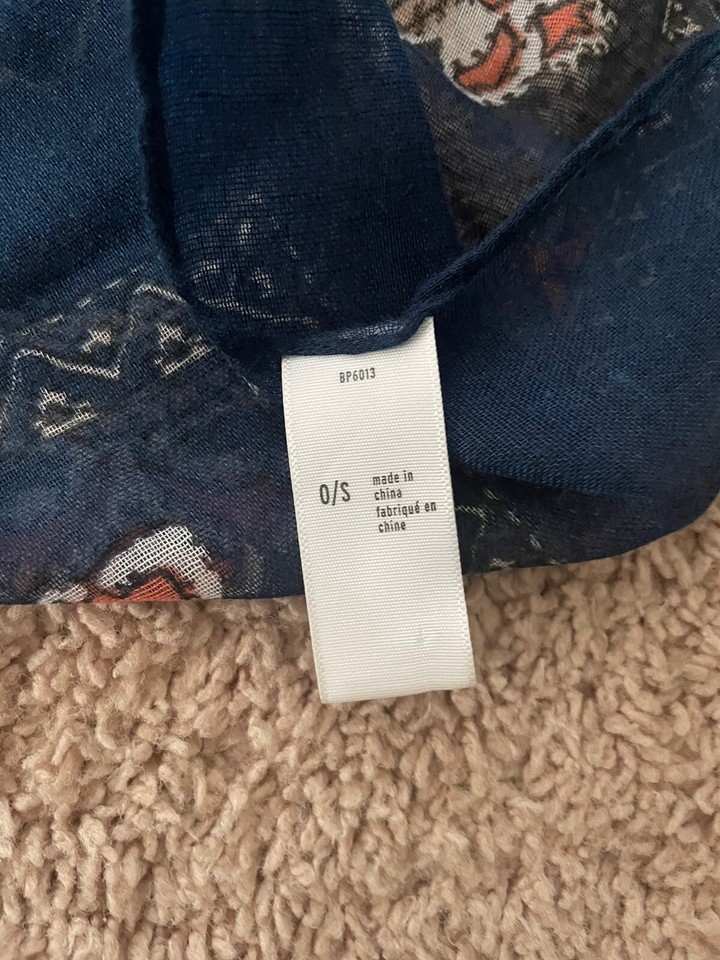 BP6013
O/S
made in
china
fabriqué en
chine